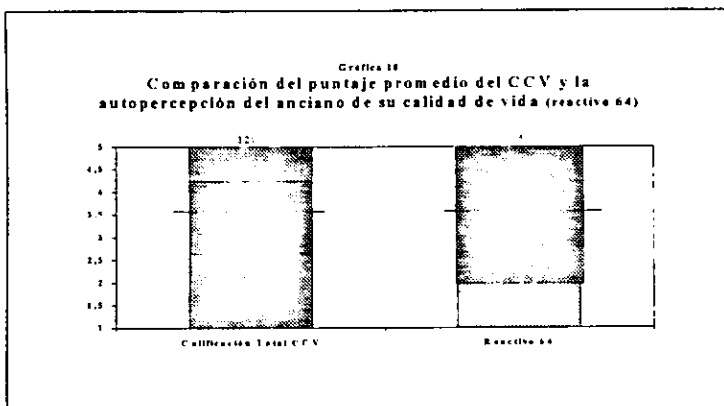 Gráfica 10
Comparación del puntaje promedio del CCV y la
autopercepción del anciano de su calidad de vida (reactivo 64)
5
4,5
4
3,5
3
2,5
2
1,5
1
Calificación Total CCV
Reactivo 64